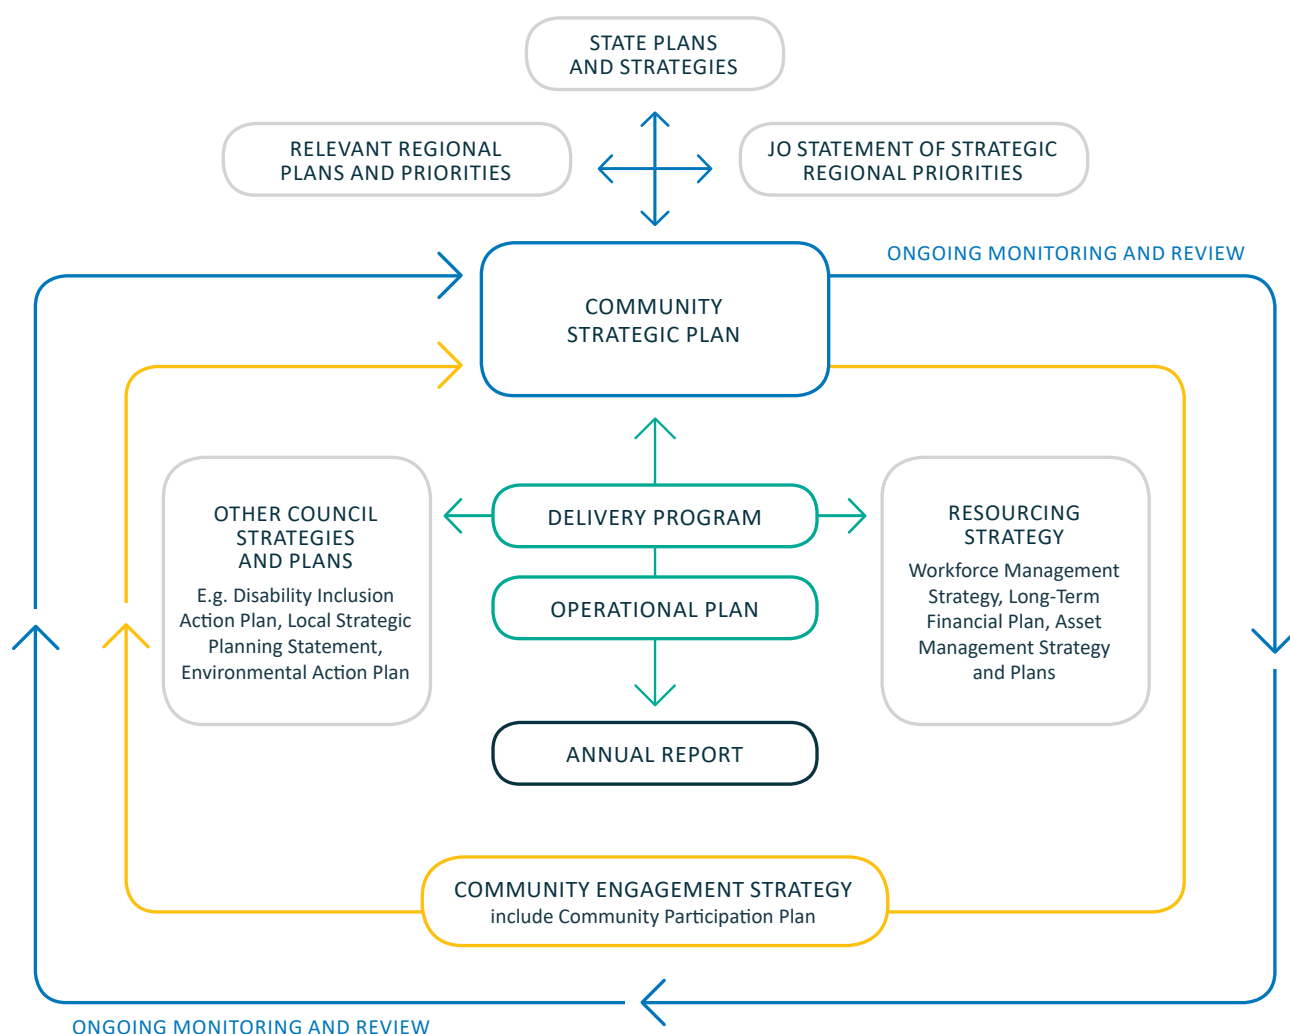 STATE PLANS
AND STRATEGIES
RELEVANT REGIONAL
PLANS AND PRIORITIES
JO STATEMENT OF STRATEGIC
REGIONAL PRIORITIES
ONGOING MONITORING AND REVIEW
COMMUNITY
STRATEGIC PLAN
OTHER COUNCIL
STRATEGIES
AND PLANS
E.g. Disability Inclusion
Action Plan, Local Strategic
Planning Statement,
Environmental Action Plan
DELIVERY PROGRAM
OPERATIONAL PLAN
ANNUAL REPORT
RESOURCING
STRATEGY
Workforce Management
Strategy, Long-Term
Financial Plan, Asset
Management Strategy
and Plans
COMMUNITY ENGAGEMENT STRATEGY
include Community Participation Plan
ONGOING MONITORING AND REVIEW